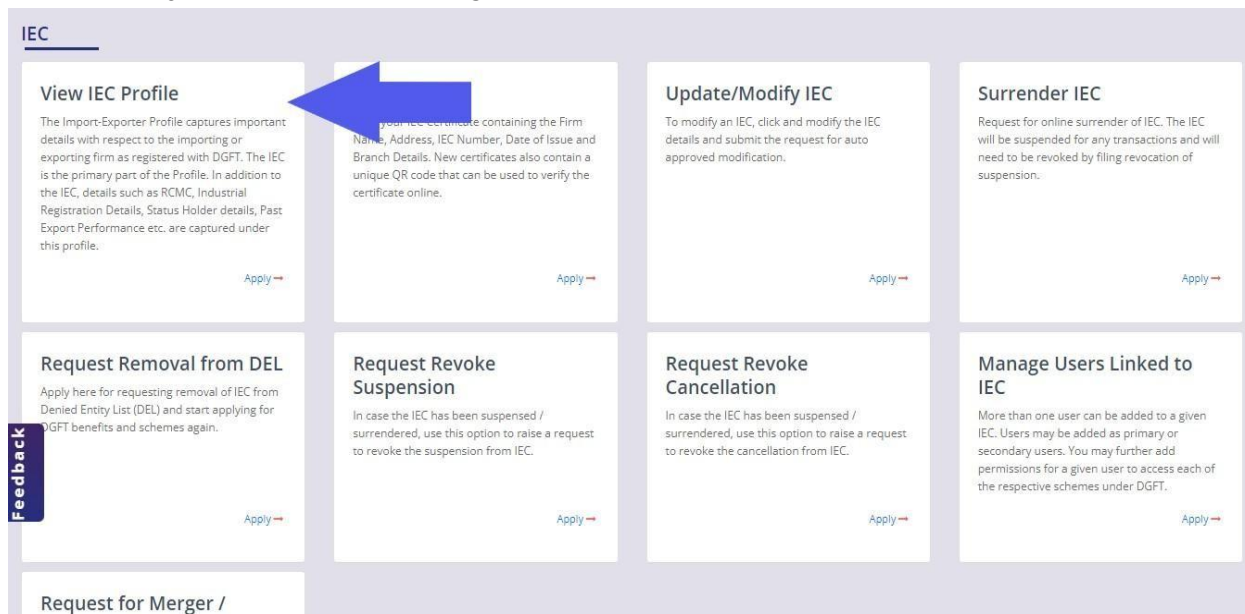 IEC
View IEC Profile
The Import-Exporter Profile captures important
details with respect to the importing or
exporting firm as registered with DGFT. The IEC
is the primary part of the Profile. In addition to
the IEC, details such as RCMC, Industrial
Registration Details, Status Holder details, Past
Export Performance etc. are captured under
this profile.
Apply→
your IEC Certificate containing the Firm
Name, Address, IEC Number, Date of Issue and
Branch Details. New certificates also contain a
unique QR code that can be used to verify the
certificate online.
Apply→
Update/Modify IEC
To modify an IEC, click and modify the IEC
details and submit the request for auto
approved modification.
Apply→
Surrender IEC
Request for online surrender of IEC. The IEC
will be suspended for any transactions and will
need to be revoked by filing revocation of
suspension.
Apply→
Request Removal from DEL
Apply here for requesting removal of IEC from
Denied Entity List (DEL) and start applying for
DGFT benefits and schemes again.
Apply→
Request Revoke
Suspension
In case the IEC has been suspensed /
surrendered, use this option to raise a request
to revoke the suspension from IEC.
Apply→
Request Revoke
Cancellation
In case the IEC has been suspensed /
surrendered, use this option to raise a request
to revoke the cancellation from IEC.
Apply→
Manage Users Linked to
IEC
More than one user can be added to a given
IEC. Users may be added as primary or
secondary users. You may further add
permissions for a given user to access each of
the respective schemes under DGFT.
Apply→
Feedback
Request for Merger /